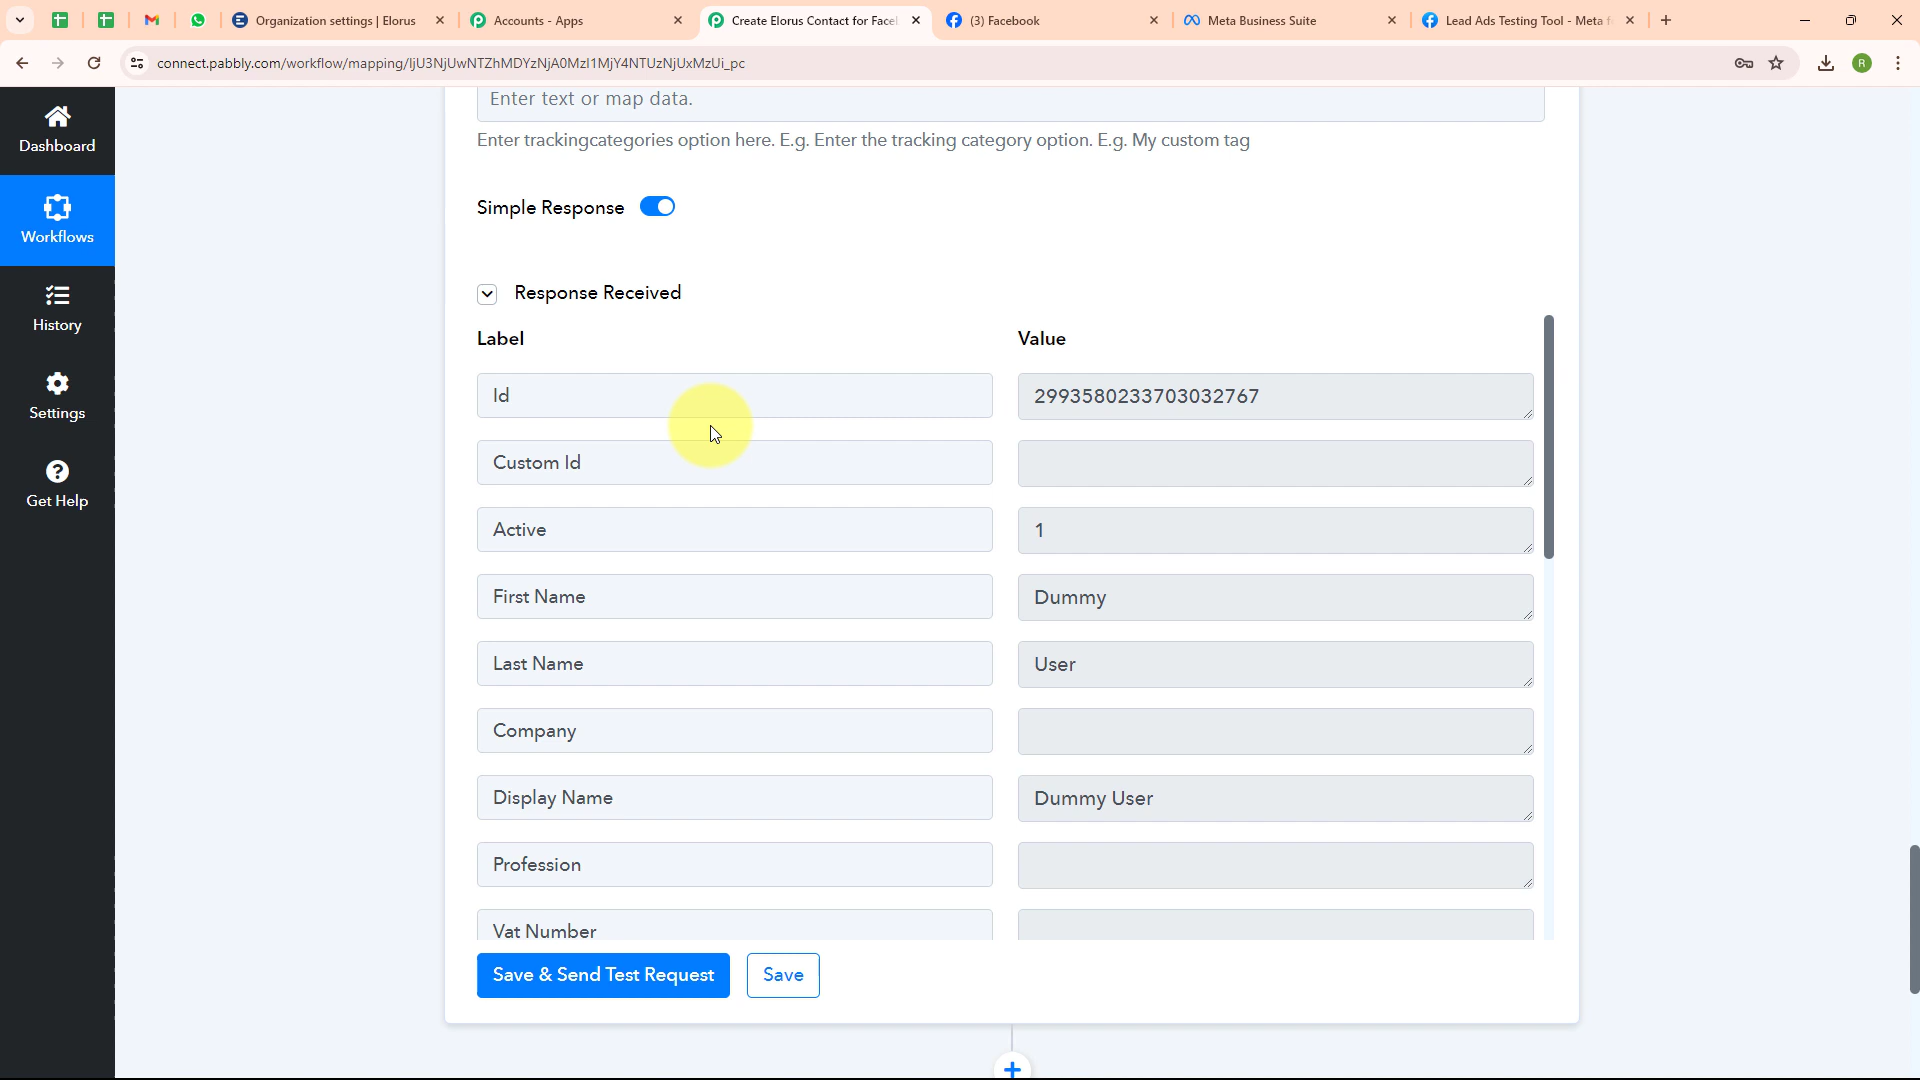 Organization settings | Elorus
Accounts - Apps
Create Elorus Contact for Facel
(3) Facebook
Meta Business Suite
Lead Ads Testing Tool - Meta f
connect.pabbly.com/workflow/mapping/IjU3NjUwNTZhMDYzNjA0MzI1MjY4NTUzNjUxMzUi_pc
R
Dashboard
Workflows
History
Settings
Get Help
Enter text or map data.
Enter trackingcategories option here. E.g. Enter the tracking category option. E.g. My custom tag
Simple Response
Response Received
Label Value
Id 2993580233703032767
Custom Id
Active 1
First Name Dummy
Last Name User
Company
Display Name Dummy User
Profession
Vat Number
Save & Send Test Request Save